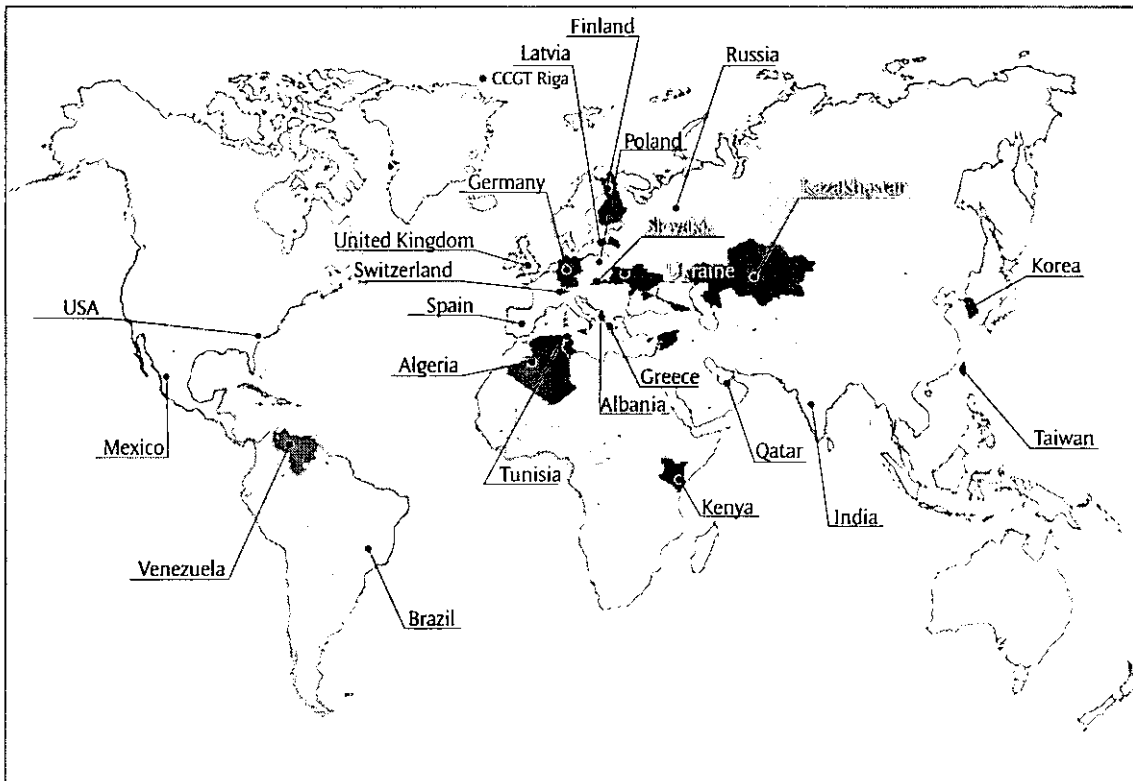 Finland
Latvia
Russia
CCGT Riga
Poland
Germany
Kazakhstan
Slovakia
United Kingdom
Switzerland
Ukraine
Korea
USA
Spain
Algeria
Greece
Albania
Mexico
Tunisia
Qatar
Taiwan
Kenya
India
Venezuela
Brazil